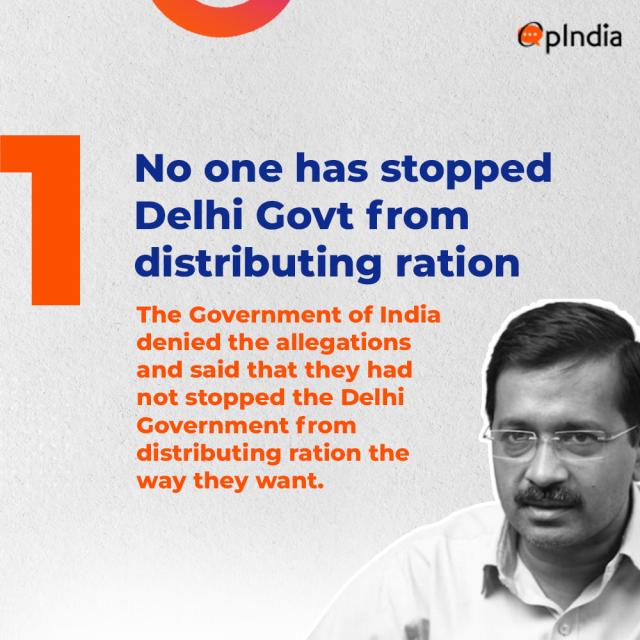 OpIndia
1
No one has stopped
Delhi Govt from
distributing ration
The Government of India
denied the allegations
and said that they had
not stopped the Delhi
Government from
distributing ration the
way they want.